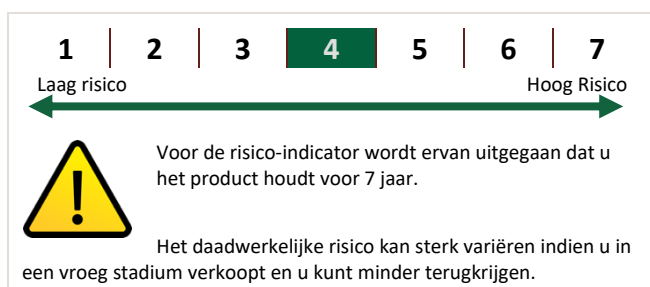 1 2 3 4 5 6 7
Laag risico Hoog Risico
Voor de risico-indicator wordt ervan uitgegaan dat u
het product houdt voor 7 jaar.
Het daadwerkelijke risico kan sterk variëren indien u in
een vroeg stadium verkoopt en u kunt minder terugkrijgen.